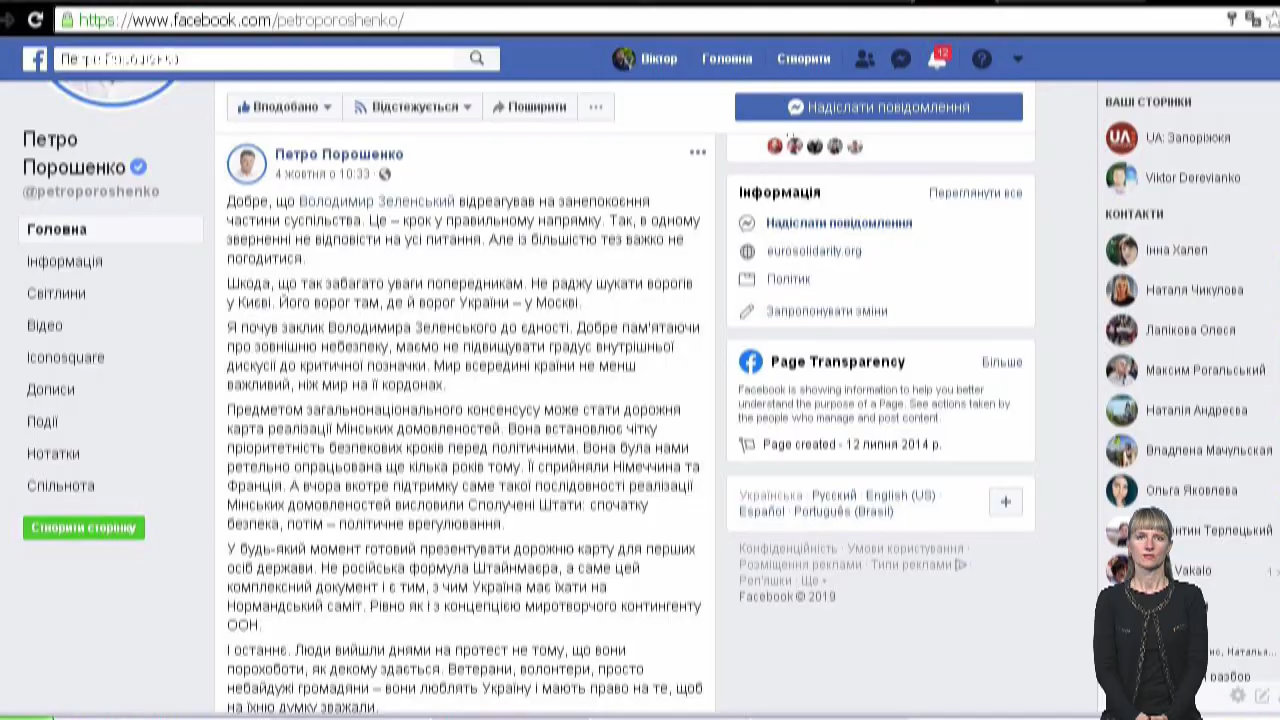 https://www.facebook.com/petroporoshenko/
Петро Порошенко
Віктор
Головна
Створити
12
Петро
Порошенко
@petroporoshenko
Головна
Інформація
Світлини
Відео
Iconosquare
Дописи
Події
Нотатки
Спільнота
Створити сторінку
Вподобано
Відстежується
Поширити
Надіслати повідомлення
Петро Порошенко
4 жовтня о 10:33
Добре, що Володимир Зеленський відреагував на занепокоєння
частини суспільства. Це – крок у правильному напрямку. Так, в одному
зверненні не відповісти на усі питання. Але із більшістю тез важко не
погодитися.
Шкода, що так забагато уваги попередникам. Не раджу шукати ворогів
у Києві. Його ворог там, де й ворог України – у Москві.
Я почув заклик Володимира Зеленського до єдності. Добре пам'ятаючи
про зовнішню небезпеку, маємо не підвищувати градус внутрішньої
дискусії до критичної позначки. Мир всередині країни не менш
важливий, ніж мир на її кордонах.
Предметом загальнонаціонального консенсусу може стати дорожня
карта реалізації Мінських домовленостей. Вона встановлює чітку
пріоритетність безпекових кроків перед політичними. Вона була нами
ретельно опрацьована ще кілька років тому. Її сприйняли Німеччина та
Франція. А вчора вкотре підтримку саме такої послідовності реалізації
Мінських домовленостей висловили Сполучені Штати: спочатку
безпека, потім – політичне врегулювання.
У будь-який момент готовий презентувати дорожню карту для перших
осіб держави. Не російська формула Штайнмаєра, а саме цей
комплексний документ і є тим, з чим Україна має їхати на
Нормандський саміт. Рівно як і з концепцією миротворчого контингенту
ООН.
І останнє. Люди вийшли днями на протест не тому, що вони
порохоботи, як декому здається. Ветерани, волонтери, просто
небайдужі громадяни – вони люблять Україну і мають право на те, щоб
на їхню думку зважали.
Інформація
Переглянути все
Надіслати повідомлення
eurosolidarity.org
Політик
Запропонувати зміни
Page Transparency
Більше
Facebook is showing information to help you better
understand the purpose of a Page. See actions taken by
the people who manage and post content.
Page created - 12 липня 2014 р.
Українська · Русский · English (US) ·
Español · Português (Brasil)
Конфіденційність · Умови користування ·
Розміщення реклами · Типи реклами
Ще
Facebook © 2019
ВАШІ СТОРІНКИ
UA: Запоріжжя
Viktor Derevianko
КОНТАКТИ
Інна Халеп
Наталя Чикулова
Лапікова Олеся
Максим Рогальський
Наталія Андрєєва
Владлена Мачульская
Ольга Яковлева
нтин Терлецький
Vakalo
Наталья...
разбор